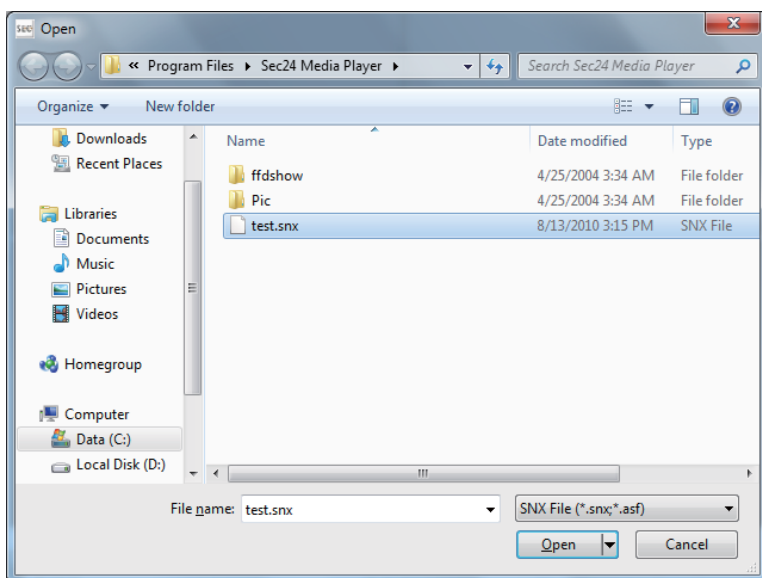 sec Open
« Program Files ▸ Sec24 Media Player ▸ Search Sec24 Media Player
Organize ▾ New folder
Downloads
Recent Places
Libraries
Documents
Music
Pictures
Videos
Homegroup
Computer
Data (C:)
Local Disk (D:)
Name Date modified Type
ffdshow 4/25/2004 3:34 AM File folder
Pic 4/25/2004 3:34 AM File folder
test.snx 8/13/2010 3:15 PM SNX File
File name: test.snx SNX File (*.snx;*.asf)
Open Cancel